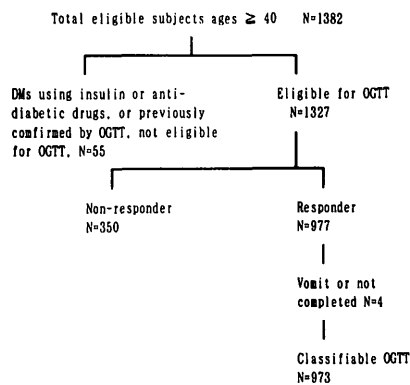 Total eligible subjects ages ≧ 40 N=1382
DMs using insulin or anti-
diabetic drugs, or previously
comfirmed by OGTT, not eligible
for OGTT, N=55
Eligible for OGTT
N=1327
Non-responder
N=350
Responder
N=977
Vomit or not
completed N=4
Classifiable OGTT
N=973